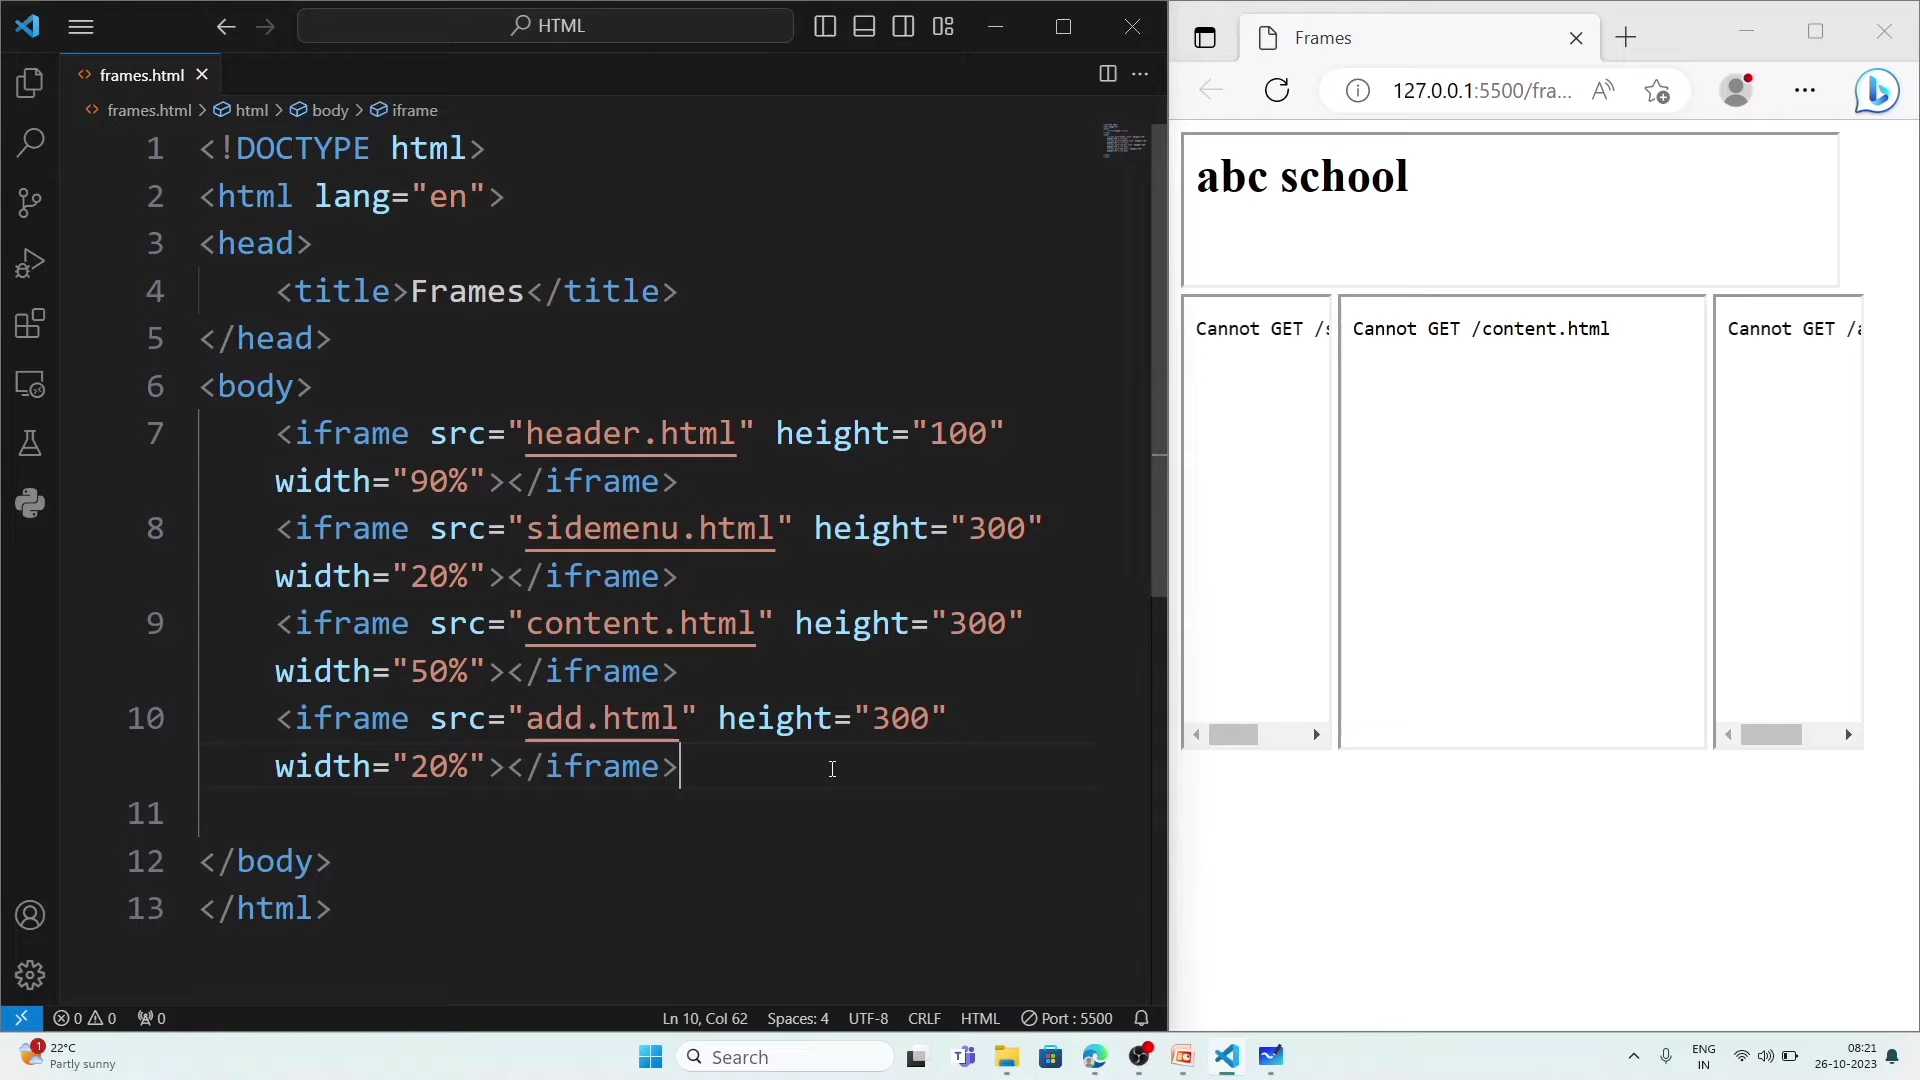 HTML
frames.html
frames.html > html > body > iframe
1 <!DOCTYPE html>
2 <html lang="en">
3 <head>
4 <title>Frames</title>
5 </head>
6 <body>
7 <iframe src="header.html" height="100"
width="90%"></iframe>
8 <iframe src="sidemenu.html" height="300"
width="20%"></iframe>
9 <iframe src="content.html" height="300"
width="50%"></iframe>
10 <iframe src="add.html" height="300"
width="20%"></iframe>
11
12 </body>
13 </html>
0 0 0
Ln 10, Col 62 Spaces: 4 UTF-8 CRLF HTML Port : 5500
Frames
127.0.0.1:5500/fra...
abc school
Cannot GET /s
Cannot GET /content.html
Cannot GET /a
1
22°C
Partly sunny
Search
ENG
IN
08:21
26-10-2023